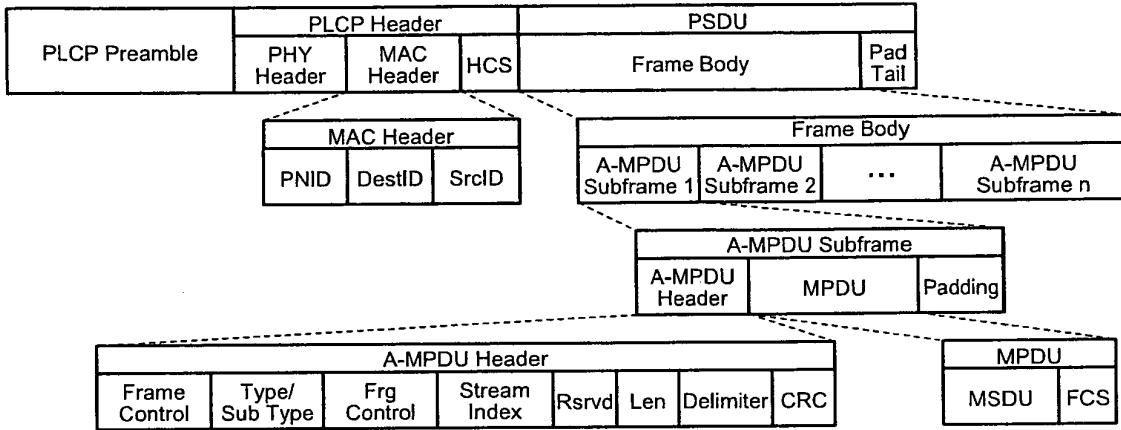 PLCP Preamble
PLCP Header
PSDU
PHY
Header
MAC
Header
HCS
Frame Body
Pad
Tail
MAC Header
PNID
DestID
SrcID
Frame Body
A-MPDU
Subframe 1
A-MPDU
Subframe 2
...
A-MPDU
Subframe n
A-MPDU Subframe
A-MPDU
Header
MPDU
Padding
A-MPDU Header
Frame
Control
Type/
Sub Type
Frg
Control
Stream
Index
Rsrvd
Len
Delimiter
CRC
MPDU
MSDU
FCS